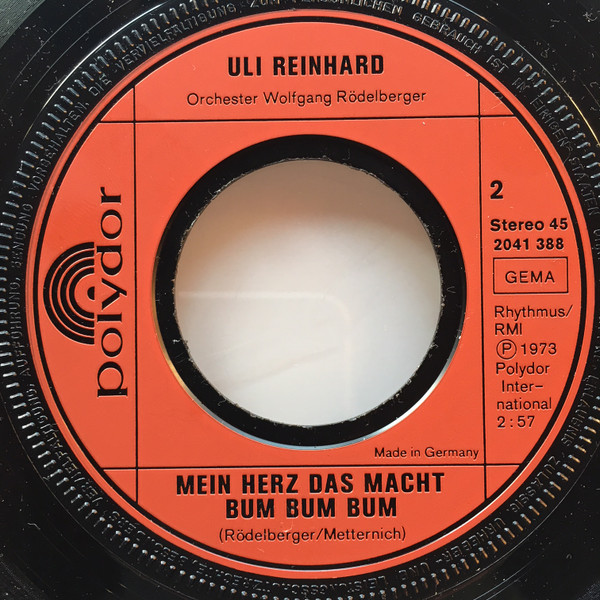 ULI REINHARD
Orchester Wolfgang Rödelberger
polydor
2
Stereo 45
2041 388
GEMA
Rhythmus/
RMI
Ⓟ 1973
Polydor
Inter-
national
2:57
Made in Germany
MEIN HERZ DAS MACHT
BUM BUM BUM
(Rödelberger/Metternich)